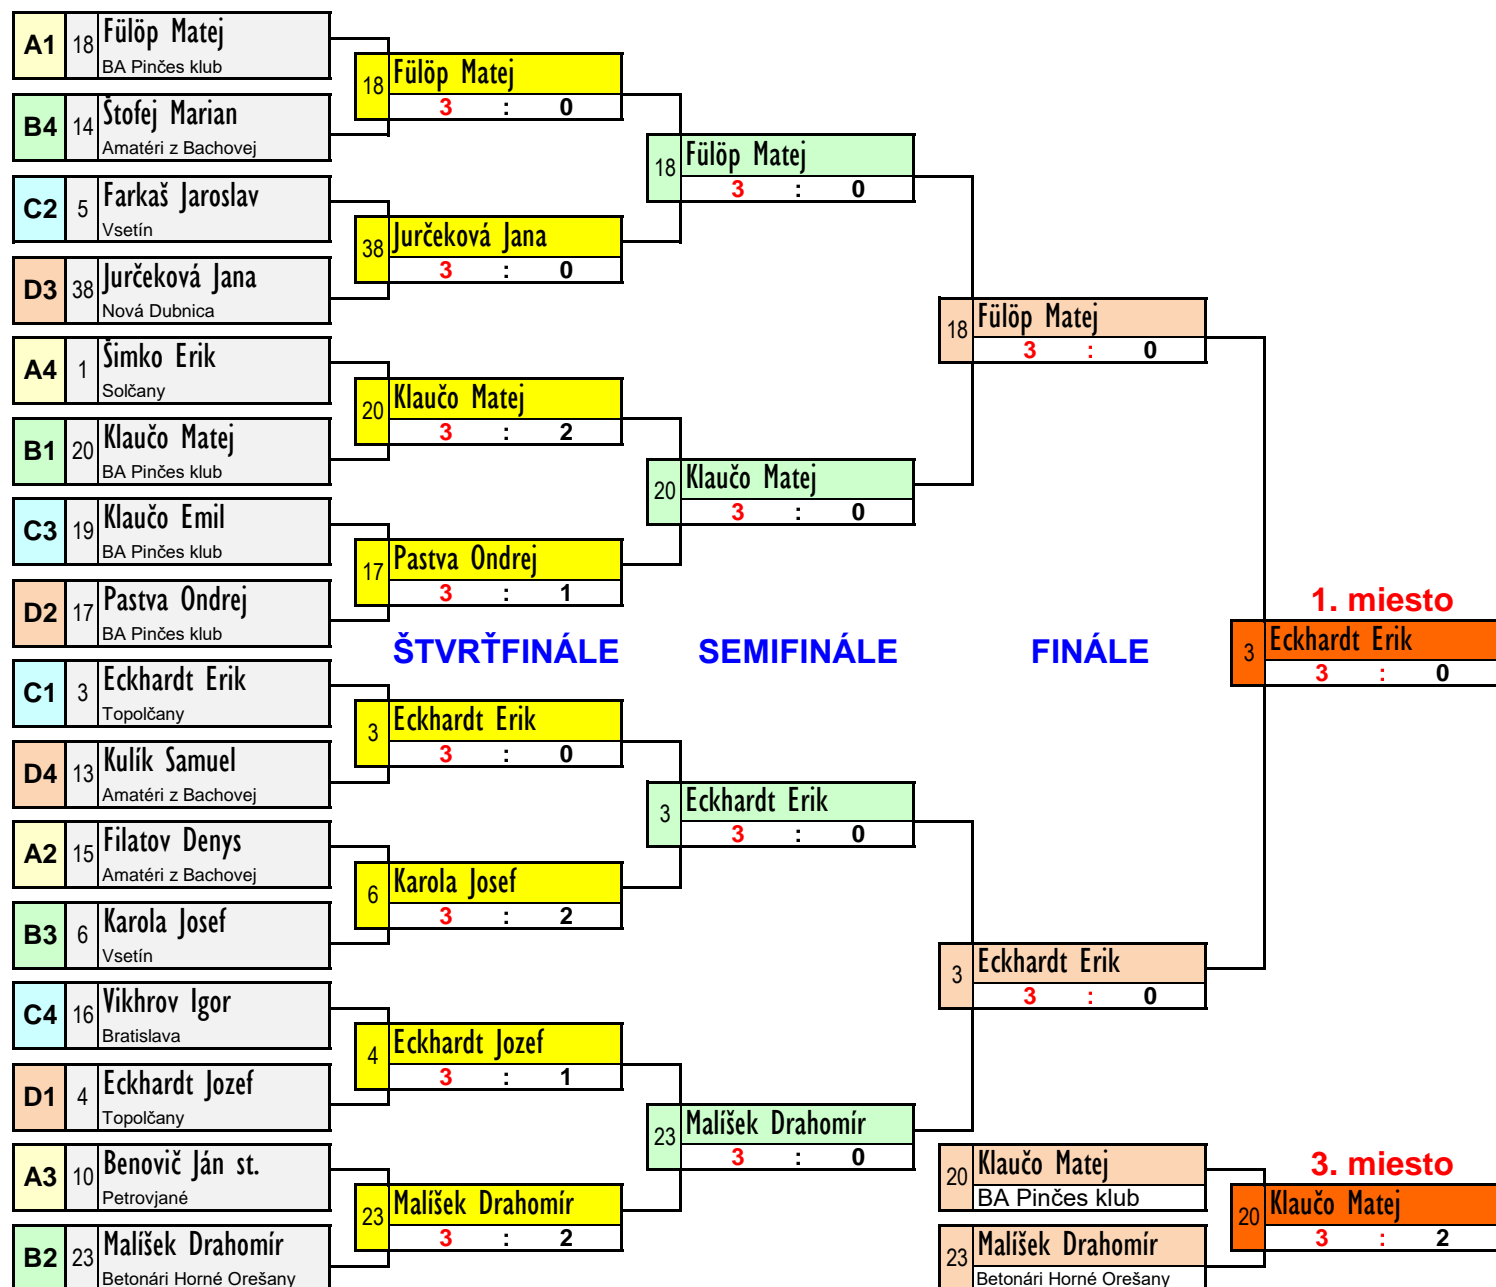 A1 18 Fülöp Matej
BA Pinčes klub
B4 14 Štofej Marian
Amatéri z Bachovej
C2 5 Farkaš Jaroslav
Vsetín
D3 38 Jurčeková Jana
Nová Dubnica
A4 1 Šimko Erik
Solčany
B1 20 Klaučo Matej
BA Pinčes klub
C3 19 Klaučo Emil
BA Pinčes klub
D2 17 Pastva Ondrej
BA Pinčes klub
C1 3 Eckhardt Erik
Topolčany
D4 13 Kulík Samuel
Amatéri z Bachovej
A2 15 Filatov Denys
Amatéri z Bachovej
B3 6 Karola Josef
Vsetín
C4 16 Vikhrov Igor
Bratislava
D1 4 Eckhardt Jozef
Topolčany
A3 10 Benovič Ján st.
Petrovjané
B2 23 Malíšek Drahomír
Betonári Horné Orešany
18 Fülöp Matej
3 : 0
38 Jurčeková Jana
3 : 0
20 Klaučo Matej
3 : 2
17 Pastva Ondrej
3 : 1
ŠTVRŤFINÁLE
3 Eckhardt Erik
3 : 0
6 Karola Josef
3 : 2
4 Eckhardt Jozef
3 : 1
23 Malíšek Drahomír
3 : 2
18 Fülöp Matej
3 : 0
20 Klaučo Matej
3 : 0
SEMIFINÁLE
3 Eckhardt Erik
3 : 0
23 Malíšek Drahomír
3 : 0
18 Fülöp Matej
3 : 0
FINÁLE
3 Eckhardt Erik
3 : 0
20 Klaučo Matej
BA Pinčes klub
23 Malíšek Drahomír
Betonári Horné Orešany
1. miesto
3 Eckhardt Erik
3 : 0
3. miesto
20 Klaučo Matej
3 : 2